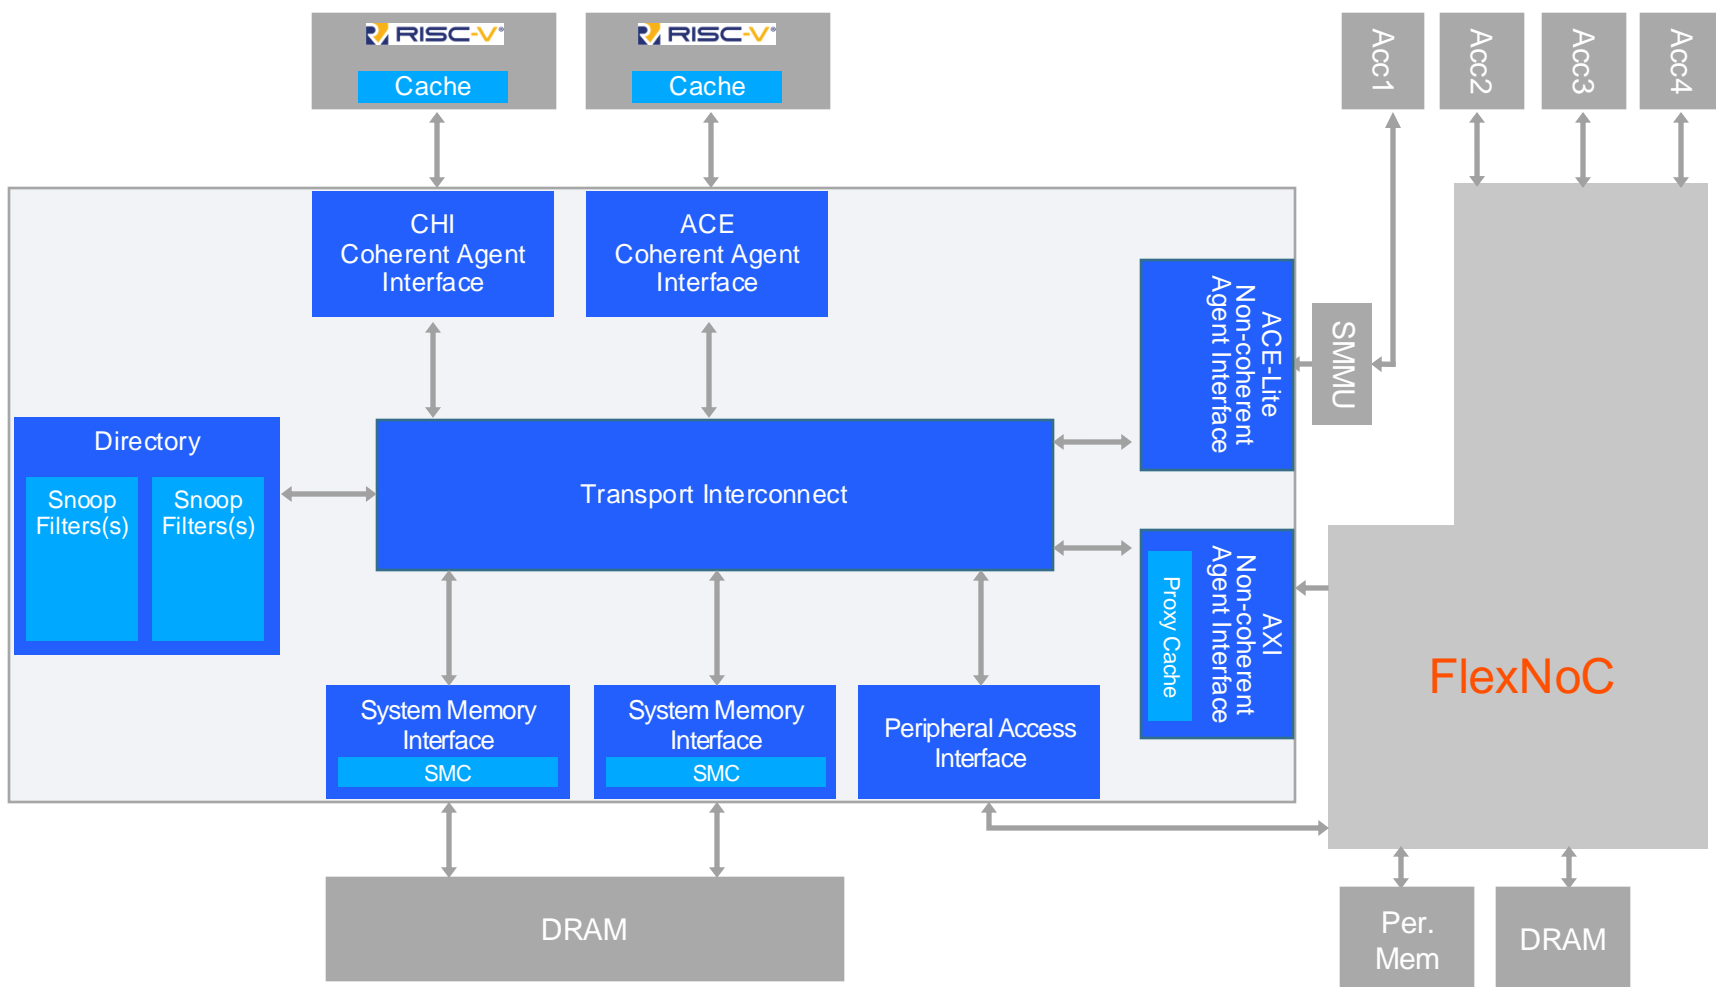 RISC-V®
Cache
RISC-V®
Cache
Acc1
Acc2
Acc3
Acc4
CHI
Coherent Agent
Interface
ACE
Coherent Agent
Interface
ACE-Lite
Non-coherent
Agent Interface
SMMU
Directory
Snoop
Filters(s)
Snoop
Filters(s)
Transport Interconnect
AXI
Non-coherent
Agent Interface
Proxy Cache
FlexNoC
System Memory
Interface
SMC
System Memory
Interface
SMC
Peripheral Access
Interface
DRAM
Per.
Mem
DRAM